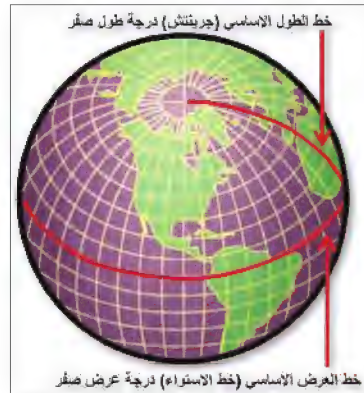 خط الطول الاساسي (جرينتش) درجة طول صفر
خط العرض الاساسي (خط الاستواء) درجة عرض صفر